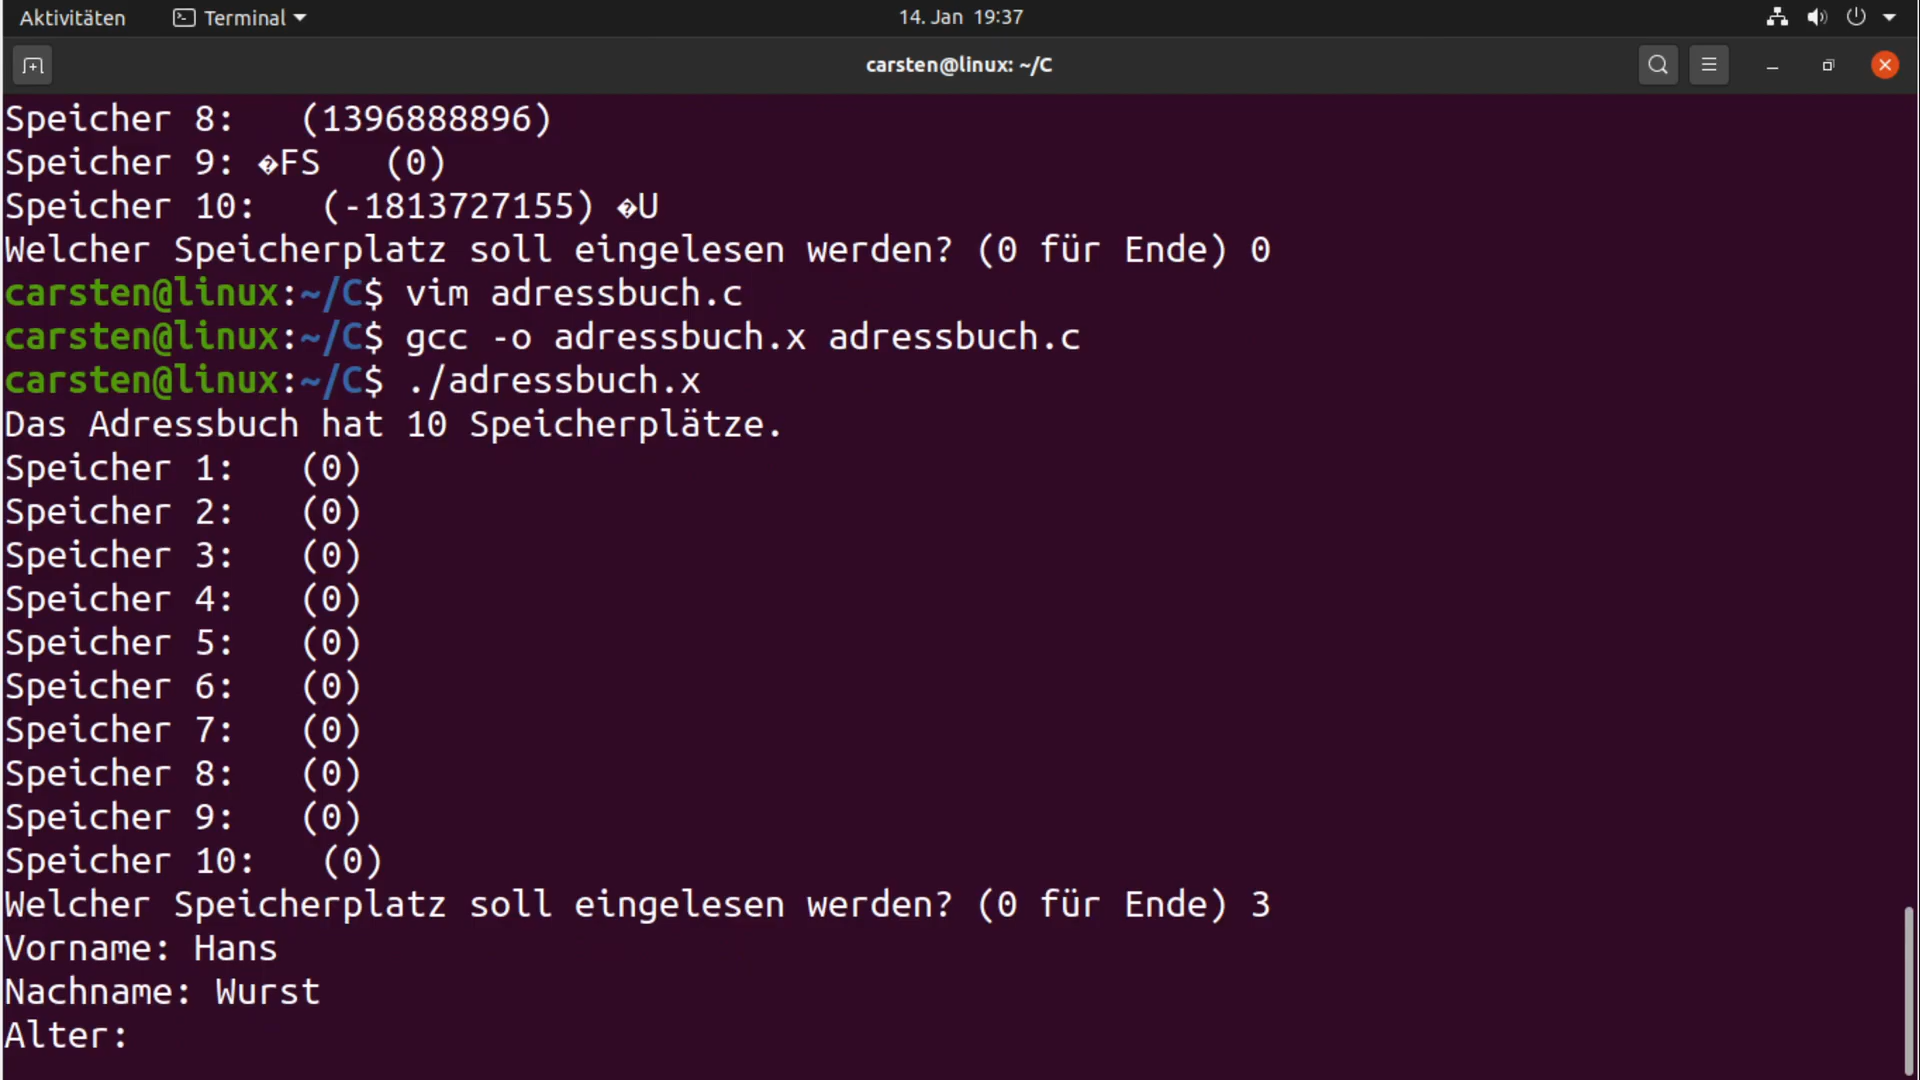 Aktivitäten Terminal 14. Jan 19:37
carsten@linux: ~/C
Speicher 8:   (1396888896)
Speicher 9: �FS   (0)
Speicher 10:   (-1813727155) �U
Welcher Speicherplatz soll eingelesen werden? (0 für Ende) 0
carsten@linux:~/C$ vim adressbuch.c
carsten@linux:~/C$ gcc -o adressbuch.x adressbuch.c
carsten@linux:~/C$ ./adressbuch.x
Das Adressbuch hat 10 Speicherplätze.
Speicher 1:   (0)
Speicher 2:   (0)
Speicher 3:   (0)
Speicher 4:   (0)
Speicher 5:   (0)
Speicher 6:   (0)
Speicher 7:   (0)
Speicher 8:   (0)
Speicher 9:   (0)
Speicher 10:   (0)
Welcher Speicherplatz soll eingelesen werden? (0 für Ende) 3
Vorname: Hans
Nachname: Wurst
Alter: